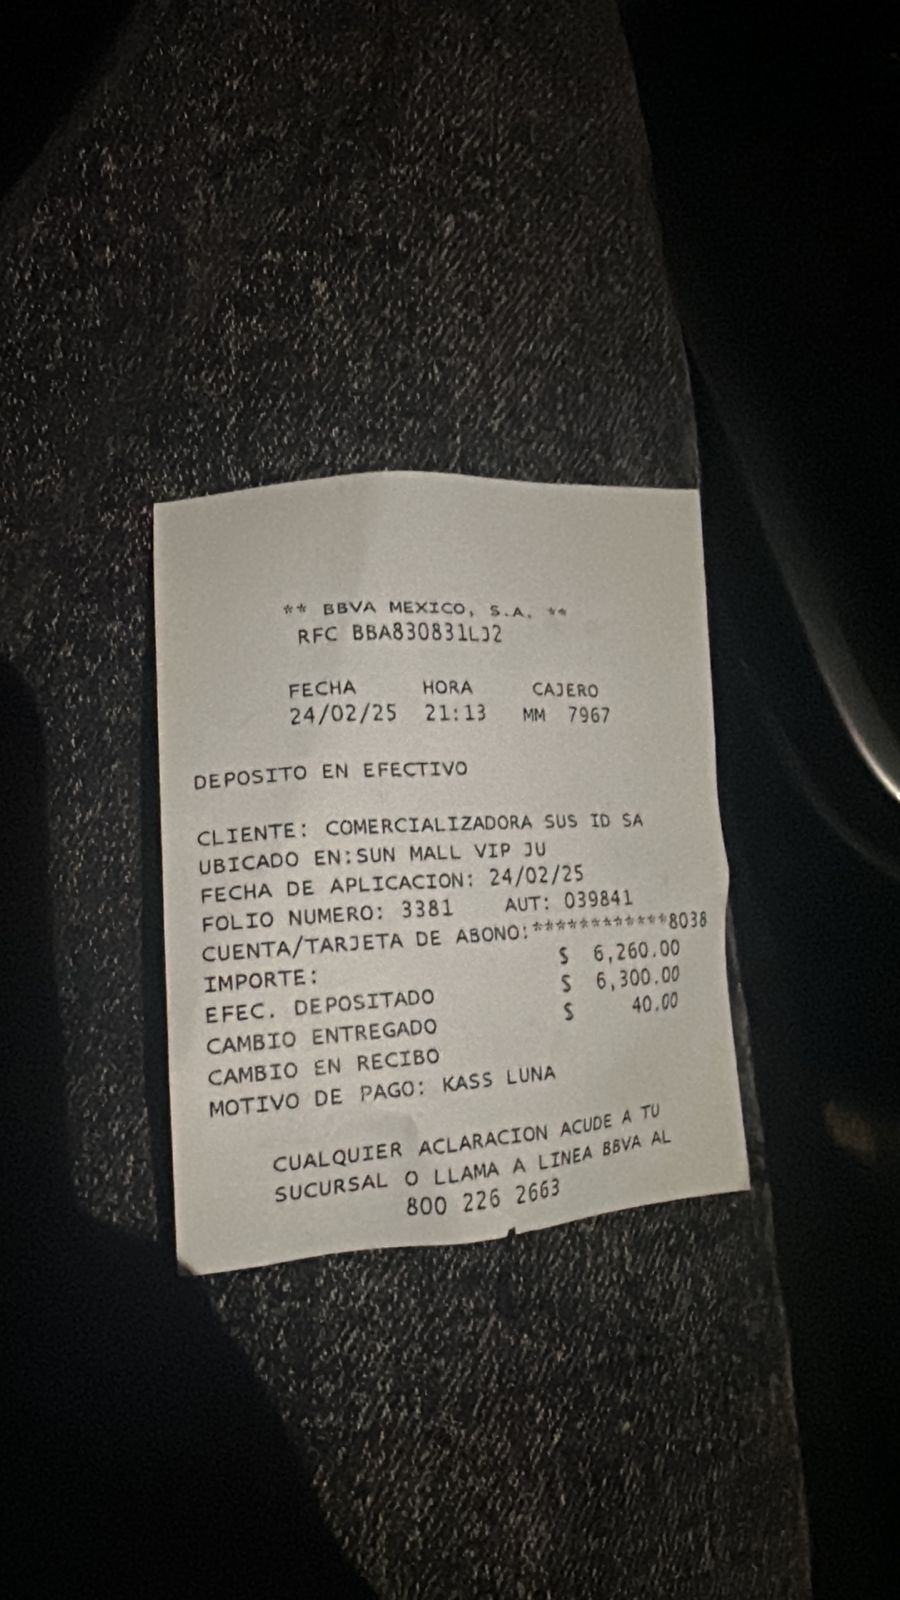 ** BBVA MEXICO, S.A. **
RFC BBA830831LJ2
FECHA HORA CAJERO
24/02/25 21:13 MM 7967
DEPOSITO EN EFECTIVO
CLIENTE: COMERCIALIZADORA SUS ID SA
UBICADO EN:SUN MALL VIP JU
FECHA DE APLICACION: 24/02/25
FOLIO NUMERO: 3381 AUT: 039841
CUENTA/TARJETA DE ABONO:************8038
IMPORTE: $ 6,260.00
EFEC. DEPOSITADO $ 6,300.00
CAMBIO ENTREGADO $ 40.00
CAMBIO EN RECIBO
MOTIVO DE PAGO: KASS LUNA
CUALQUIER ACLARACION ACUDE A TU
SUCURSAL O LLAMA A LINEA BBVA AL
800 226 2663